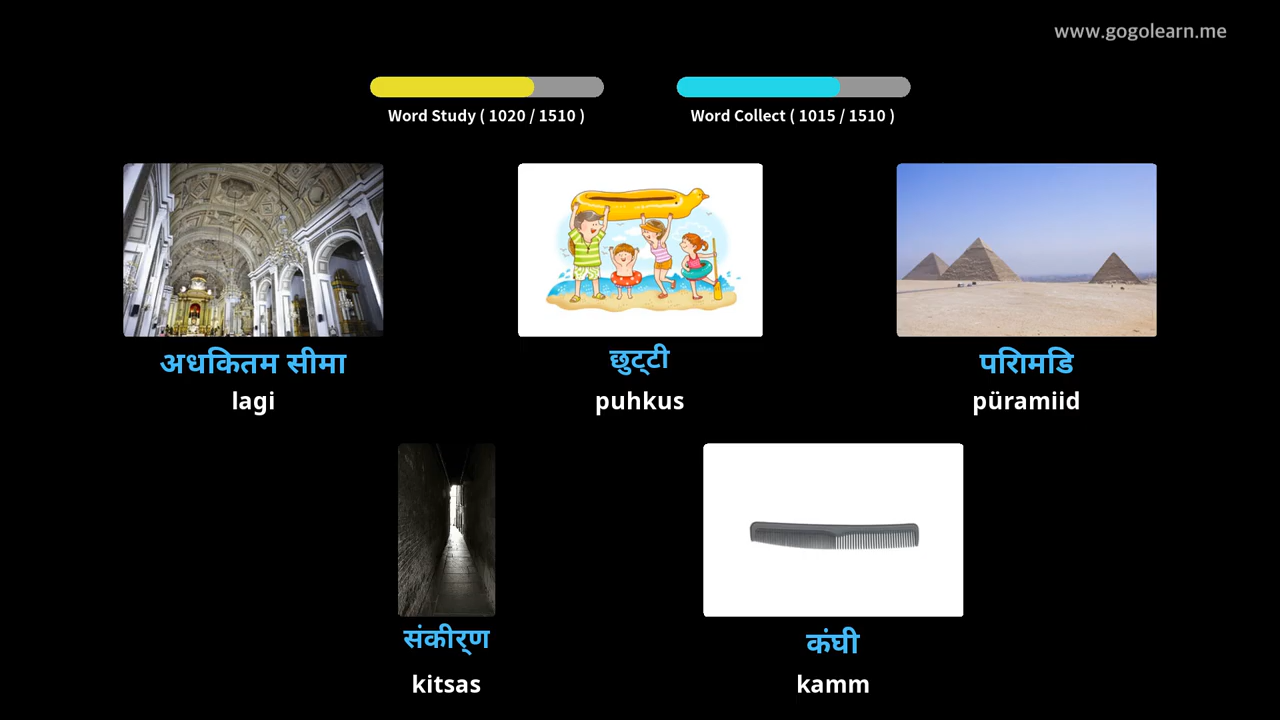 www.gogolearn.me
Word Study ( 1020 / 1510 )
Word Collect ( 1015 / 1510 )
अधकितम सीमा
lagi
छुट्टी
puhkus
परिामडि
püramiid
संकीर्ण
kitsas
कंघी
kamm